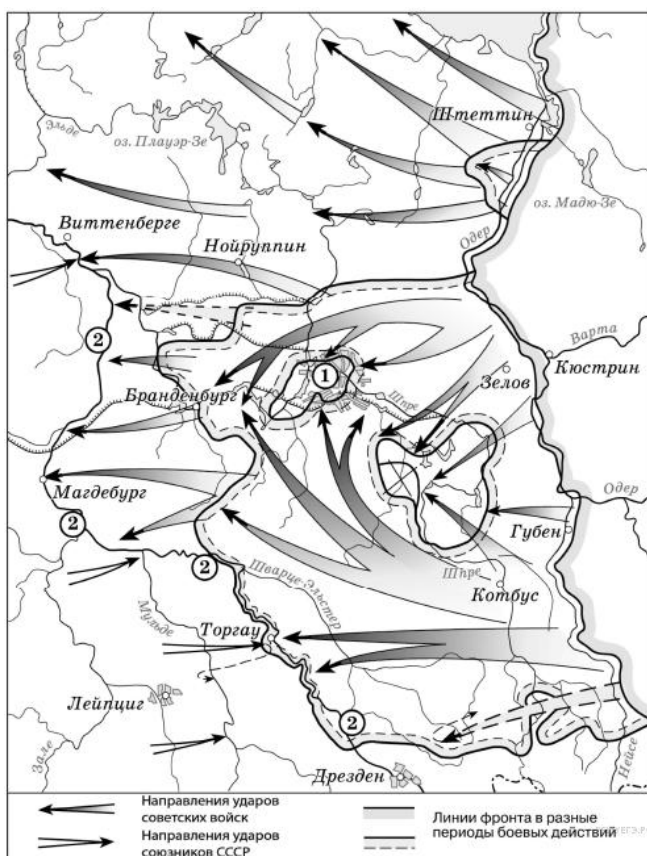 Штеттин
Эльде
оз. Плауэр-Зе
оз. Мадю-Зе
Виттенберге
Нойруппин
Одер
2
Варта
1
Кюстрин
Зелов
Бранденбург
Шпре
Магдебург
Одер
2
Губен
2
Шпре
Шварце-Эльстер
Котбус
Мульде
Торгау
Лейпциг
2
Зале
Дрезден
Нейсе
Направления ударов
советских войск
Направления ударов
союзников СССР
Линии фронта в разные
периоды боевых действий